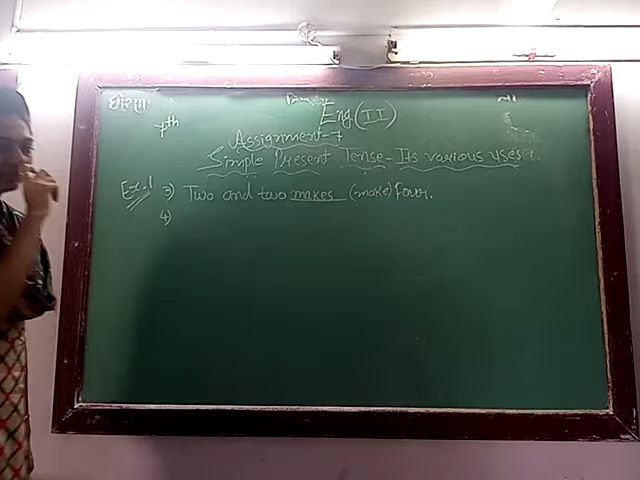 धोरण:
Eng (II)
Assignment-7
Simple Present Tense - Its various uses.
Ex. 1 3) Two and two makes (make) four.
4)